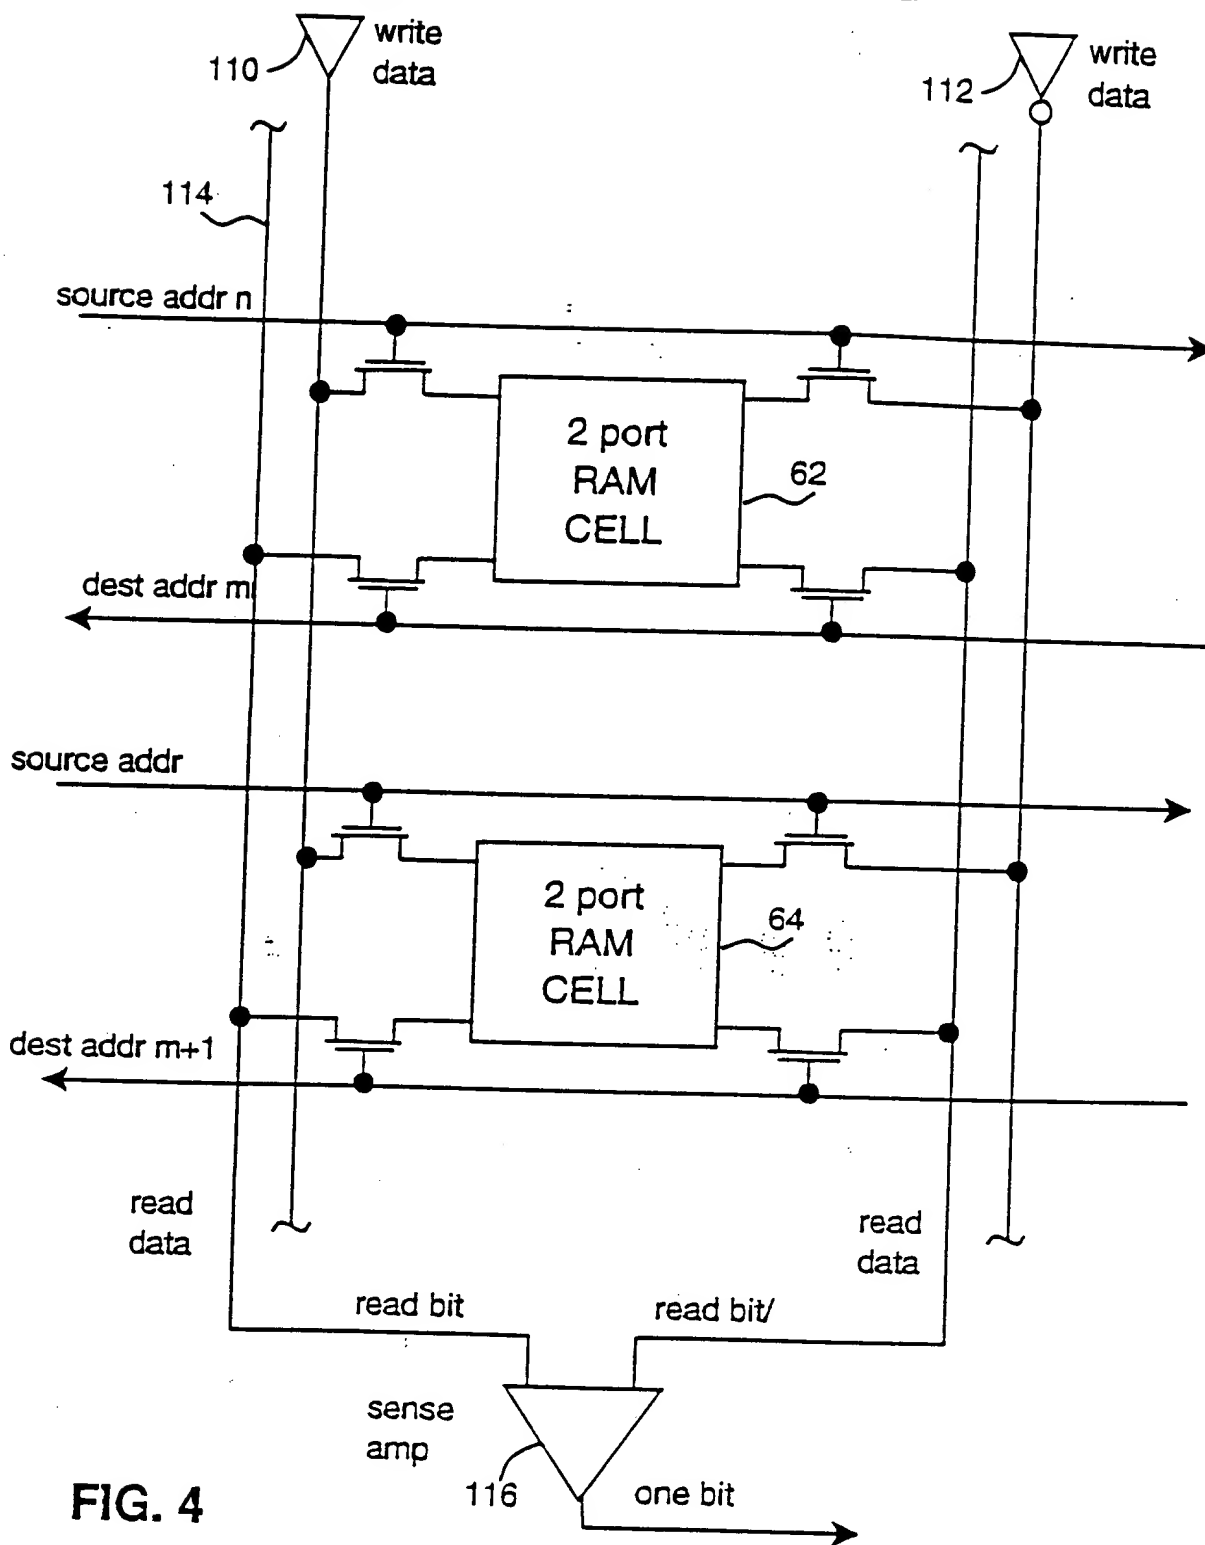 write
data
110
write
data
112
114
source addr n
2 port
RAM
CELL
62
dest addr m
source addr
2 port
RAM
CELL
64
dest addr m+1
read
data
read
data
read bit
read bit/
sense
amp
116
one bit
FIG. 4